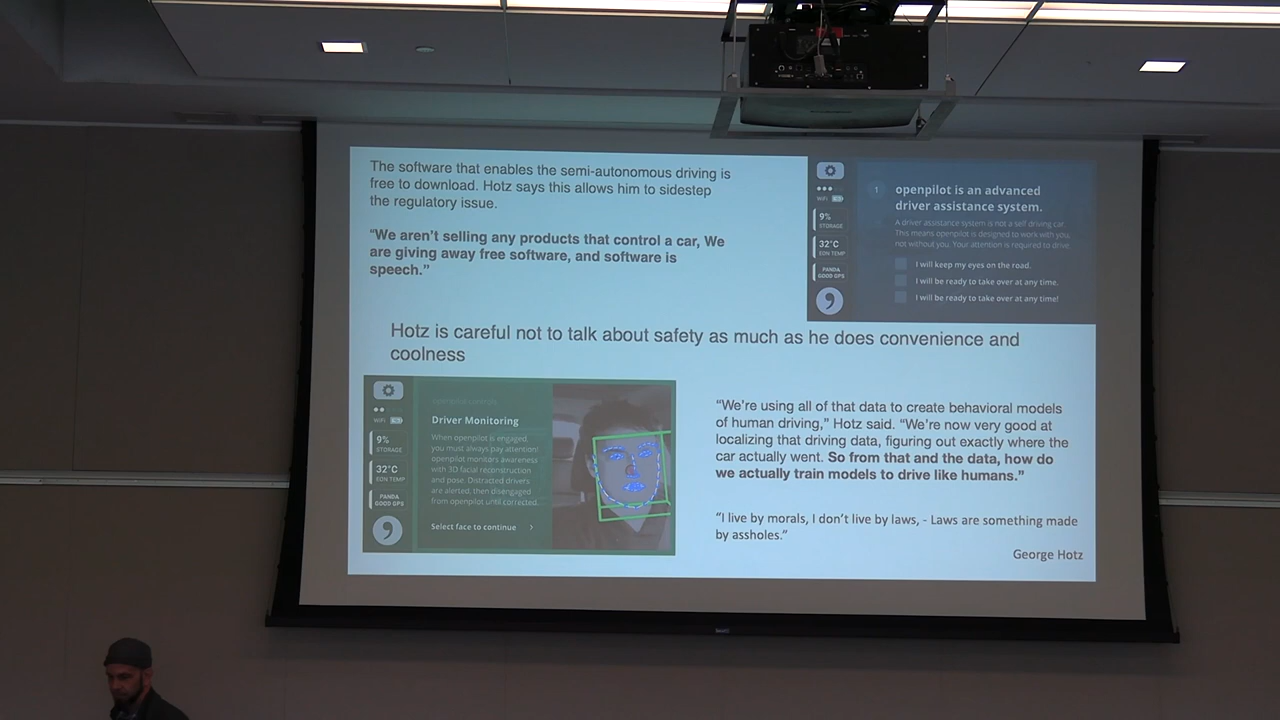 The software that enables the semi-autonomous driving is
free to download. Hotz says this allows him to sidestep
the regulatory issue.
“We aren’t selling any products that control a car, We
are giving away free software, and software is
speech.”
WiFi
9%
STORAGE
32°C
EON TEMP
PANDA
GOOD GPS
1
openpilot is an advanced
driver assistance system.
A driver assistance system is not a self driving car.
This means openpilot is designed to work with you,
not without you. Your attention is required to drive.
I will keep my eyes on the road.
I will be ready to take over at any time.
I will be ready to take over at any time!
Hotz is careful not to talk about safety as much as he does convenience and
coolness
WiFi
9%
STORAGE
32°C
EON TEMP
PANDA
GOOD GPS
Driver Monitoring
When openpilot is engaged,
you must always pay attention!
openpilot monitors awareness
with 3D facial reconstruction
and pose. Distracted drivers
are alerted, then disengaged
from openpilot until corrected.
Select face to continue >
“We’re using all of that data to create behavioral models
of human driving,” Hotz said. “We’re now very good at
localizing that driving data, figuring out exactly where the
car actually went. So from that and the data, how do
we actually train models to drive like humans.”
“I live by morals, I don’t live by laws, - Laws are something made
by assholes.”
George Hotz